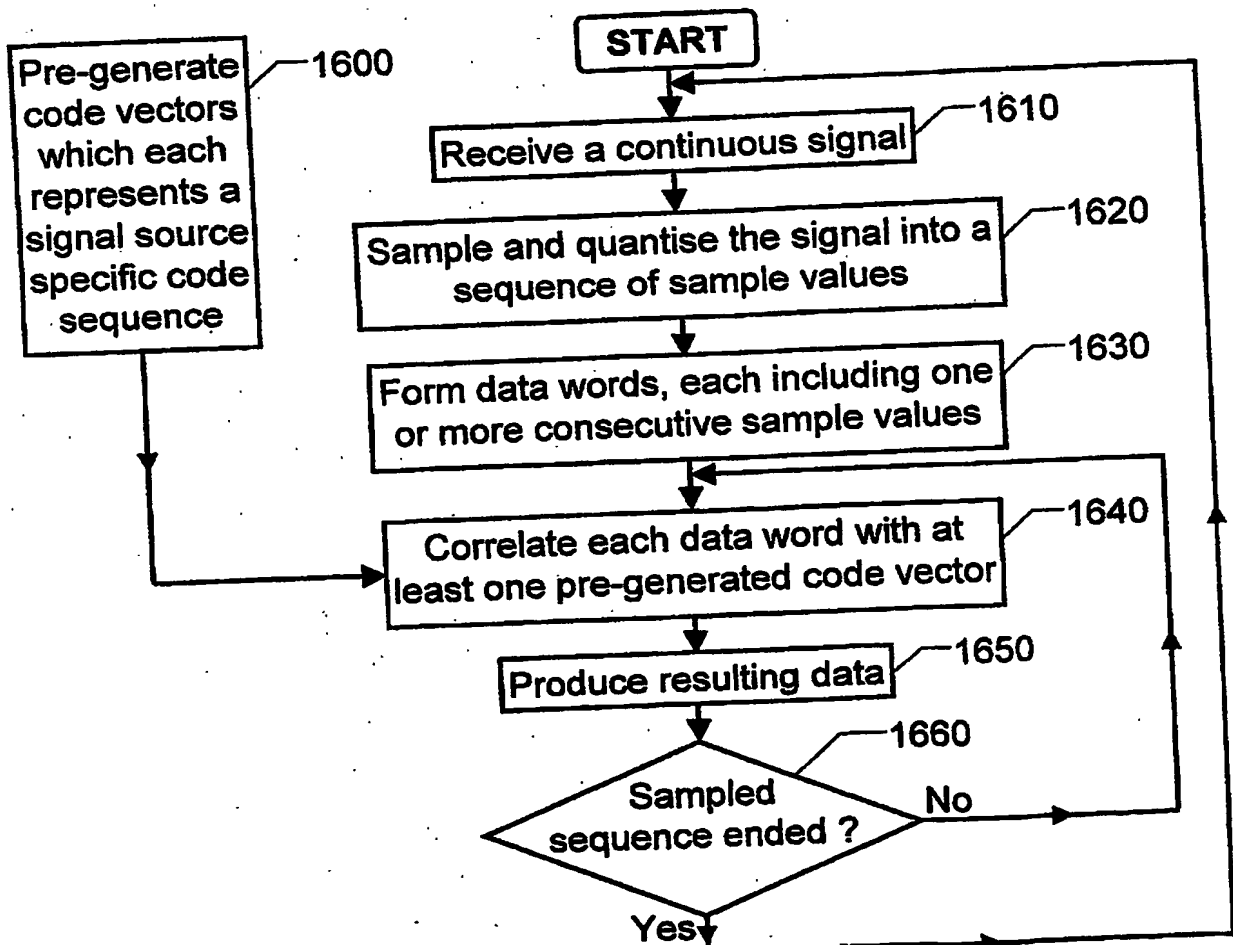 START
Pre-generate
code vectors
which each
represents a
signal source
specific code
sequence
1600
Receive a continuous signal
1610
Sample and quantise the signal into a
sequence of sample values
1620
Form data words, each including one
or more consecutive sample values
1630
Correlate each data word with at
least one pre-generated code vector
1640
Produce resulting data
1650
Sampled
sequence ended ?
1660
No
Yes